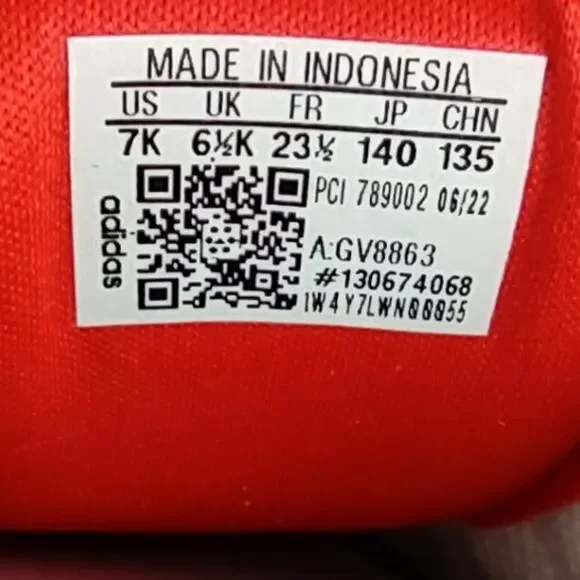 MADE IN INDONESIA
US UK FR JP CHN
7K 6½K 23½ 140 135
PCI 789002 06/22
adidas
A:GV8863
#130674068